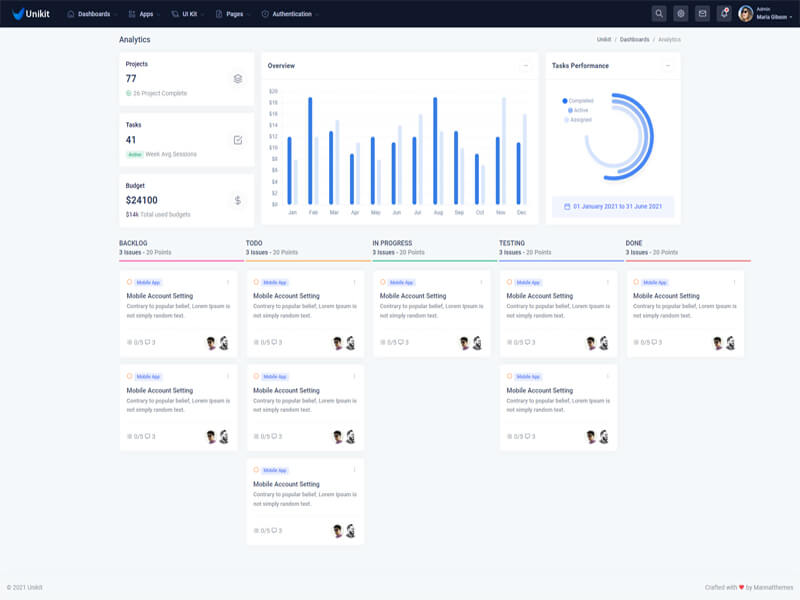 Unikit
Dashboards
Apps
UI Kit
Pages
Authentication
Admin
Maria Gibson
Analytics
Unikit / Dashboards / Analytics
Projects
77
26 Project Complete
Tasks
41
Active Week Avg.Sessions
Budget
$24100
$14k Total used budgets
Overview
$20
$18
$16
$14
$12
$10
$8
$6
$4
$2
$0
Jan Feb Mar Apr May Jun Jul Aug Sep Oct Nov Dec
Tasks Performance
Completed
Active
Assigned
01 January 2021 to 31 June 2021
BACKLOG
3 Issues - 20 Points
Mobile App
Mobile Account Setting
Contrary to popular belief, Lorem Ipsum is
not simply random text.
0/5 3
Mobile App
Mobile Account Setting
Contrary to popular belief, Lorem Ipsum is
not simply random text.
0/5 3
TODO
3 Issues - 20 Points
Mobile App
Mobile Account Setting
Contrary to popular belief, Lorem Ipsum is
not simply random text.
0/5 3
Mobile App
Mobile Account Setting
Contrary to popular belief, Lorem Ipsum is
not simply random text.
0/5 3
Mobile App
Mobile Account Setting
Contrary to popular belief, Lorem Ipsum is
not simply random text.
0/5 3
IN PROGRESS
3 Issues - 20 Points
Mobile App
Mobile Account Setting
Contrary to popular belief, Lorem Ipsum is
not simply random text.
0/5 3
TESTING
3 Issues - 20 Points
Mobile App
Mobile Account Setting
Contrary to popular belief, Lorem Ipsum is
not simply random text.
0/5 3
Mobile App
Mobile Account Setting
Contrary to popular belief, Lorem Ipsum is
not simply random text.
0/5 3
DONE
3 Issues - 20 Points
Mobile App
Mobile Account Setting
Contrary to popular belief, Lorem Ipsum is
not simply random text.
0/5 3
© 2021 Unikit
Crafted with ❤ by Mannatthemes